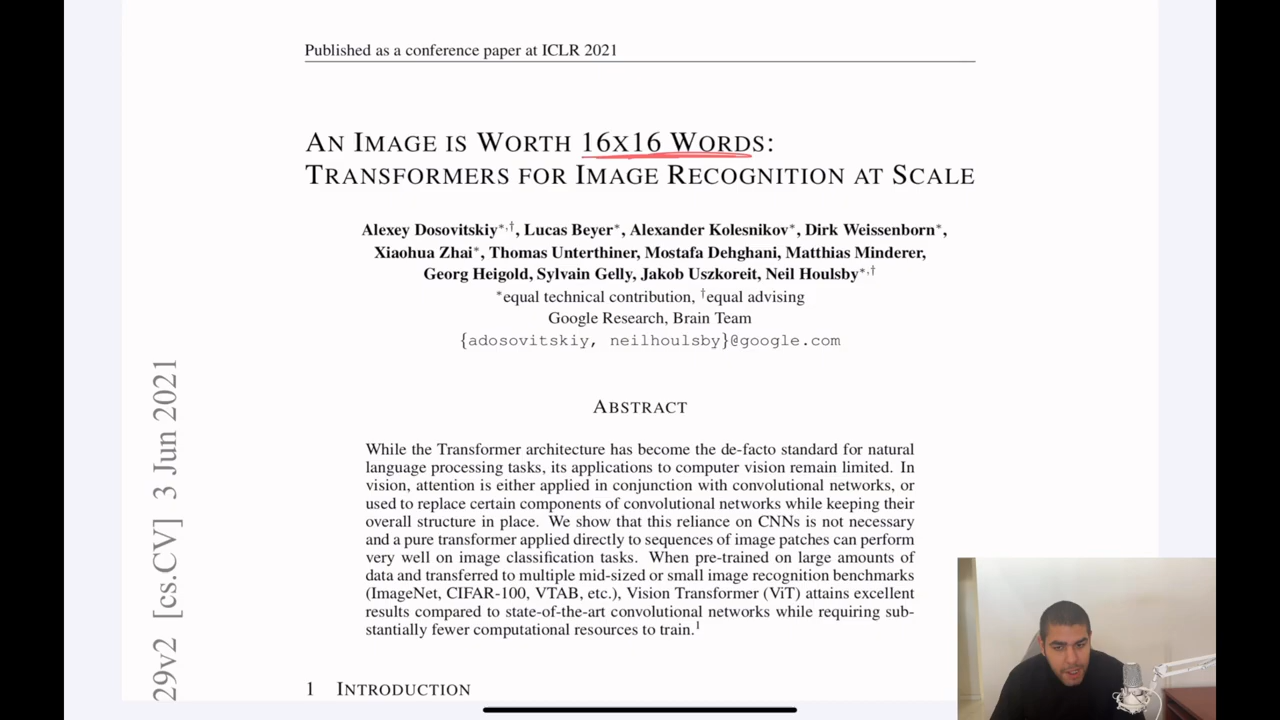 Published as a conference paper at ICLR 2021
AN IMAGE IS WORTH 16X16 WORDS:
TRANSFORMERS FOR IMAGE RECOGNITION AT SCALE
Alexey Dosovitskiy*,†, Lucas Beyer*, Alexander Kolesnikov*, Dirk Weissenborn*,
Xiaohua Zhai*, Thomas Unterthiner, Mostafa Dehghani, Matthias Minderer,
Georg Heigold, Sylvain Gelly, Jakob Uszkoreit, Neil Houlsby*,†
*equal technical contribution, †equal advising
Google Research, Brain Team
{adosovitskiy, neilhoulsby}@google.com
ABSTRACT
While the Transformer architecture has become the de-facto standard for natural
language processing tasks, its applications to computer vision remain limited. In
vision, attention is either applied in conjunction with convolutional networks, or
used to replace certain components of convolutional networks while keeping their
overall structure in place. We show that this reliance on CNNs is not necessary
and a pure transformer applied directly to sequences of image patches can perform
very well on image classification tasks. When pre-trained on large amounts of
data and transferred to multiple mid-sized or small image recognition benchmarks
(ImageNet, CIFAR-100, VTAB, etc.), Vision Transformer (ViT) attains excellent
results compared to state-of-the-art convolutional networks while requiring sub-
stantially fewer computational resources to train.¹
1 INTRODUCTION
29v2 [cs.CV] 3 Jun 2021